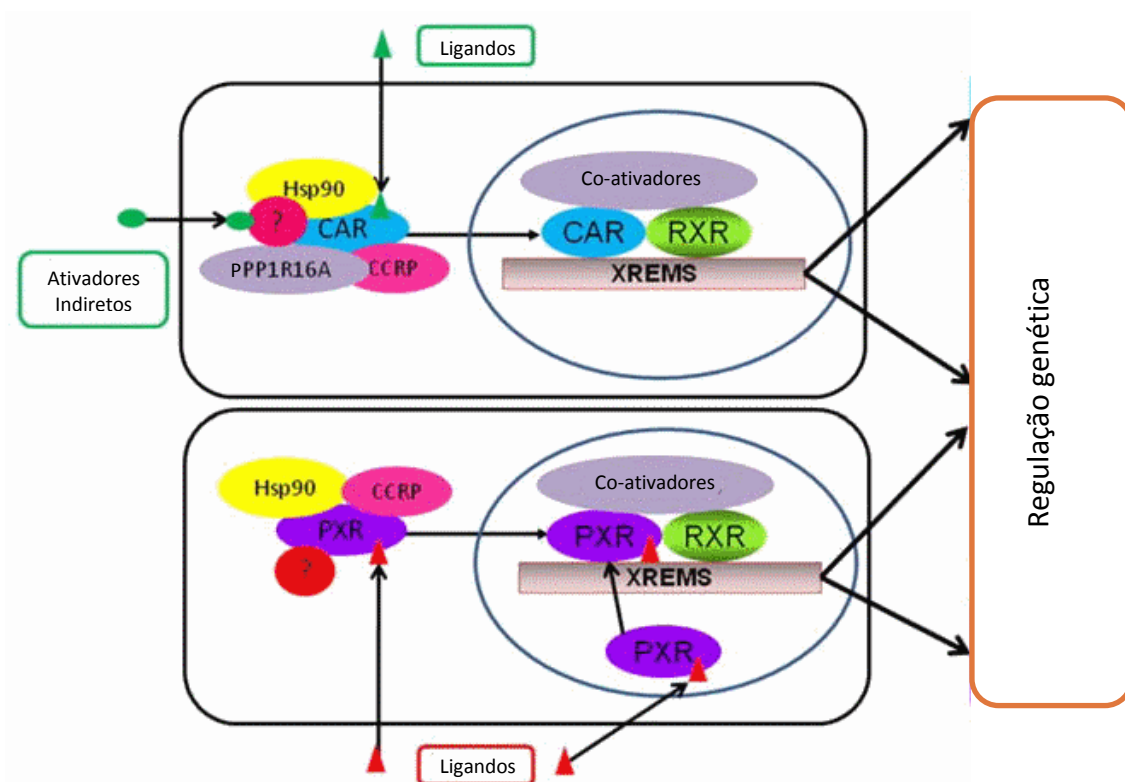 Ligandos
Hsp90
?
CAR
PPP1R16A
CCRP
Ativadores
Indiretos
Co-ativadores
CAR
RXR
XREMS
Hsp90
CCRP
PXR
?
Co-ativadores
PXR
RXR
XREMS
PXR
Ligandos
Regulação genética